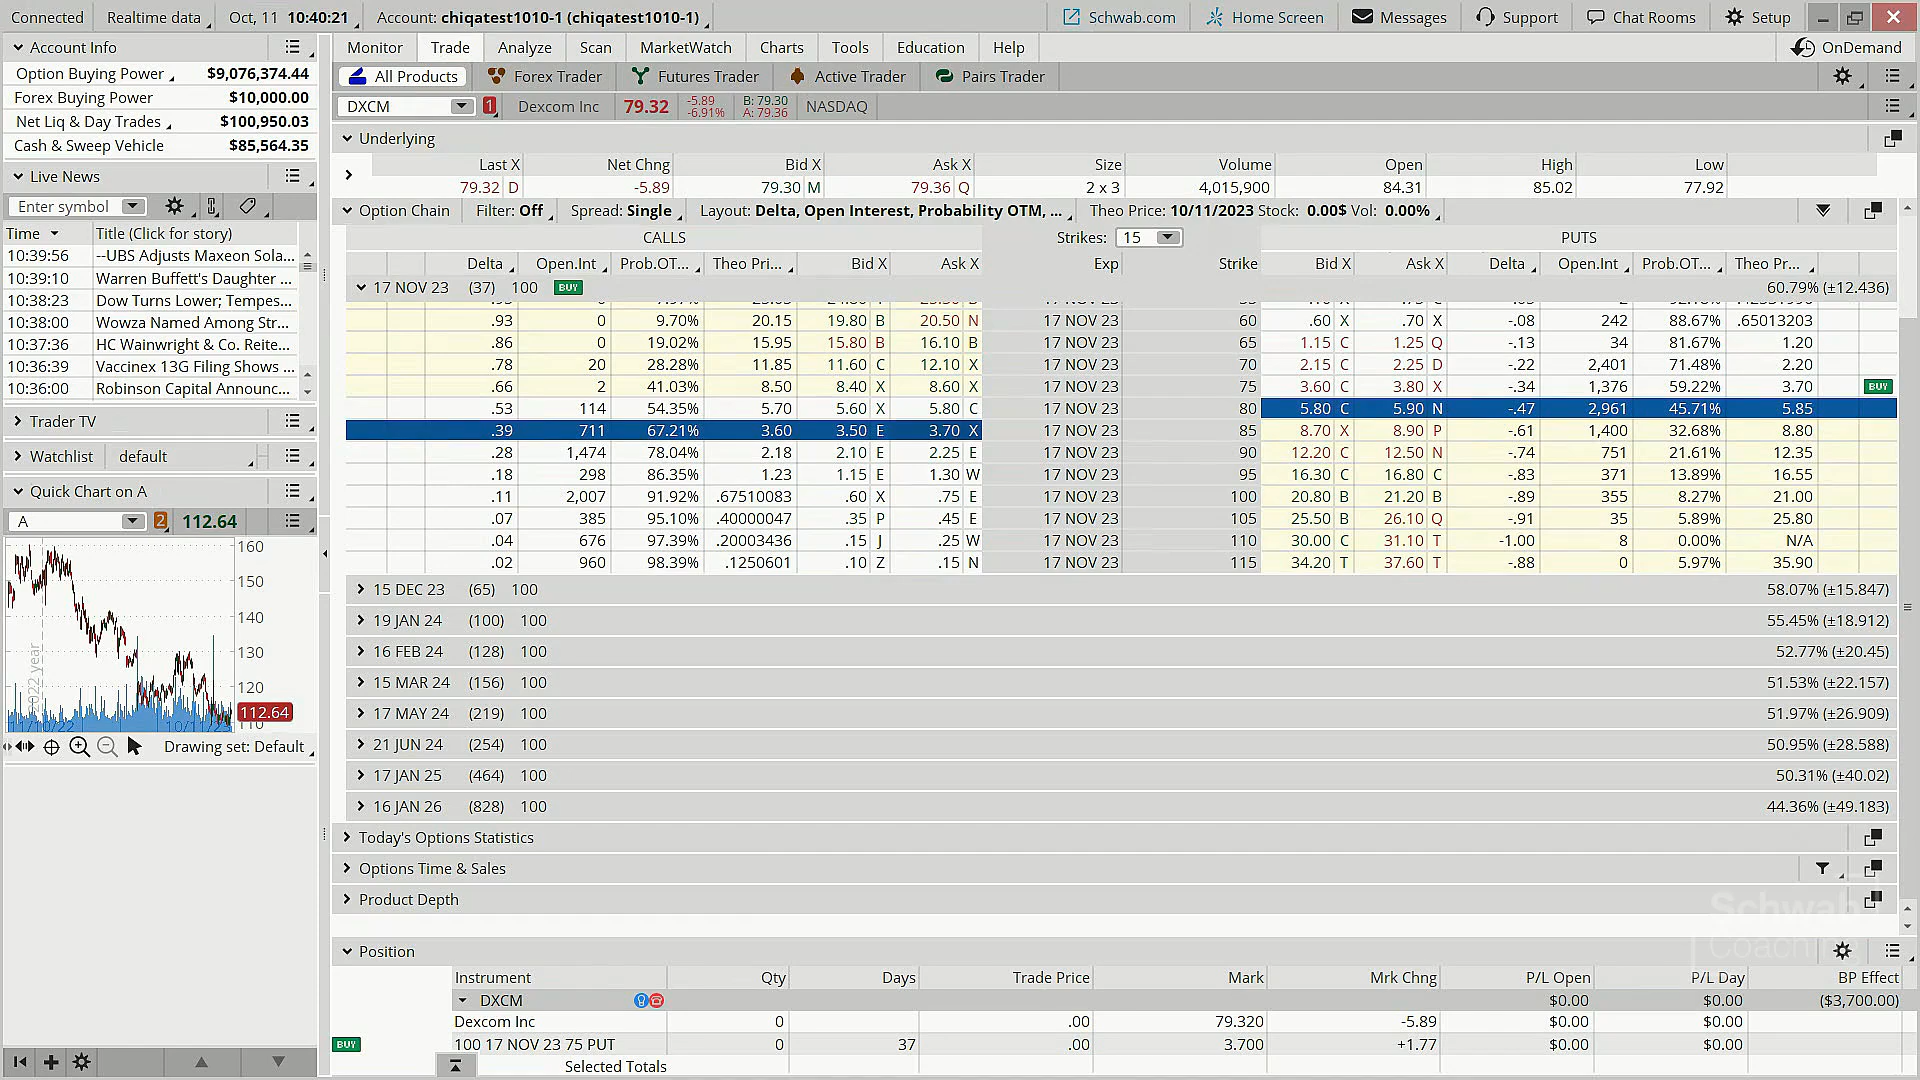 Connected Realtime data Oct, 11 10:40:21 Account: chiqatest1010-1 (chiqatest1010-1) Schwab.com Home Screen Messages Support Chat Rooms Setup
Account Info
Option Buying Power $9,076,374.44
Forex Buying Power $10,000.00
Net Liq & Day Trades $100,950.03
Cash & Sweep Vehicle $85,564.35
Live News
Enter symbol
Time Title (Click for story)
10:39:56 --UBS Adjusts Maxeon Sola...
10:39:10 Warren Buffett's Daughter ...
10:38:23 Dow Turns Lower; Tempes...
10:38:00 Wowza Named Among Str...
10:37:36 HC Wainwright & Co. Reite...
10:36:39 Vaccinex 13G Filing Shows ...
10:36:00 Robinson Capital Announc...
Trader TV
Watchlist default
Quick Chart on A
A 2 112.64
160
150
140
130
120
112.64
110
2022 year
Drawing set: Default
Monitor Trade Analyze Scan MarketWatch Charts Tools Education Help OnDemand
All Products Forex Trader Futures Trader Active Trader Pairs Trader
DXCM 1 Dexcom Inc 79.32 -5.89 -6.91% B: 79.30 A: 79.36 NASDAQ
Underlying
Last X Net Chng Bid X Ask X Size Volume Open High Low
79.32 D -5.89 79.30 M 79.36 Q 2 x 3 4,015,900 84.31 85.02 77.92
Option Chain Filter: Off Spread: Single Layout: Delta, Open Interest, Probability OTM, ... Theo Price: 10/11/2023 Stock: 0.00$ Vol: 0.00%
CALLS Strikes: 15 PUTS
Delta Open.Int Prob.OT... Theo Pri... Bid X Ask X Exp Strike Bid X Ask X Delta Open.Int Prob.OT... Theo Pr...
17 NOV 23 (37) 100 BUY 60.79% (±12.436)
.93 0 9.70% 20.15 19.80 B 20.50 N 17 NOV 23 60 .60 X .70 X -.08 242 88.67% .65013203
.86 0 19.02% 15.95 15.80 B 16.10 B 17 NOV 23 65 1.15 C 1.25 Q -.13 34 81.67% 1.20
.78 20 28.28% 11.85 11.60 C 12.10 X 17 NOV 23 70 2.15 C 2.25 D -.22 2,401 71.48% 2.20
.66 2 41.03% 8.50 8.40 X 8.60 X 17 NOV 23 75 3.60 C 3.80 X -.34 1,376 59.22% 3.70 BUY
.53 114 54.35% 5.70 5.60 X 5.80 C 17 NOV 23 80 5.80 C 5.90 N -.47 2,961 45.71% 5.85
.39 711 67.21% 3.60 3.50 E 3.70 X 17 NOV 23 85 8.70 X 8.90 P -.61 1,400 32.68% 8.80
.28 1,474 78.04% 2.18 2.10 E 2.25 E 17 NOV 23 90 12.20 C 12.50 N -.74 751 21.61% 12.35
.18 298 86.35% 1.23 1.15 E 1.30 W 17 NOV 23 95 16.30 C 16.80 C -.83 371 13.89% 16.55
.11 2,007 91.92% .67510083 .60 X .75 E 17 NOV 23 100 20.80 B 21.20 B -.89 355 8.27% 21.00
.07 385 95.10% .40000047 .35 P .45 E 17 NOV 23 105 25.50 B 26.10 Q -.91 35 5.89% 25.80
.04 676 97.39% .20003436 .15 J .25 W 17 NOV 23 110 30.00 C 31.10 T -1.00 8 0.00% N/A
.02 960 98.39% .1250601 .10 Z .15 N 17 NOV 23 115 34.20 T 37.60 T -.88 0 5.97% 35.90
15 DEC 23 (65) 100 58.07% (±15.847)
19 JAN 24 (100) 100 55.45% (±18.912)
16 FEB 24 (128) 100 52.77% (±20.45)
15 MAR 24 (156) 100 51.53% (±22.157)
17 MAY 24 (219) 100 51.97% (±26.909)
21 JUN 24 (254) 100 50.95% (±28.588)
17 JAN 25 (464) 100 50.31% (±40.02)
16 JAN 26 (828) 100 44.36% (±49.183)
Today's Options Statistics
Options Time & Sales
Product Depth
Schwab
Coaching
Position
Instrument Qty Days Trade Price Mark Mrk Chng P/L Open P/L Day BP Effect
DXCM $0.00 $0.00 ($3,700.00)
Dexcom Inc 0 .00 79.320 -5.89 $0.00 $0.00
BUY 100 17 NOV 23 75 PUT 0 37 .00 3.700 +1.77 $0.00 $0.00
Selected Totals